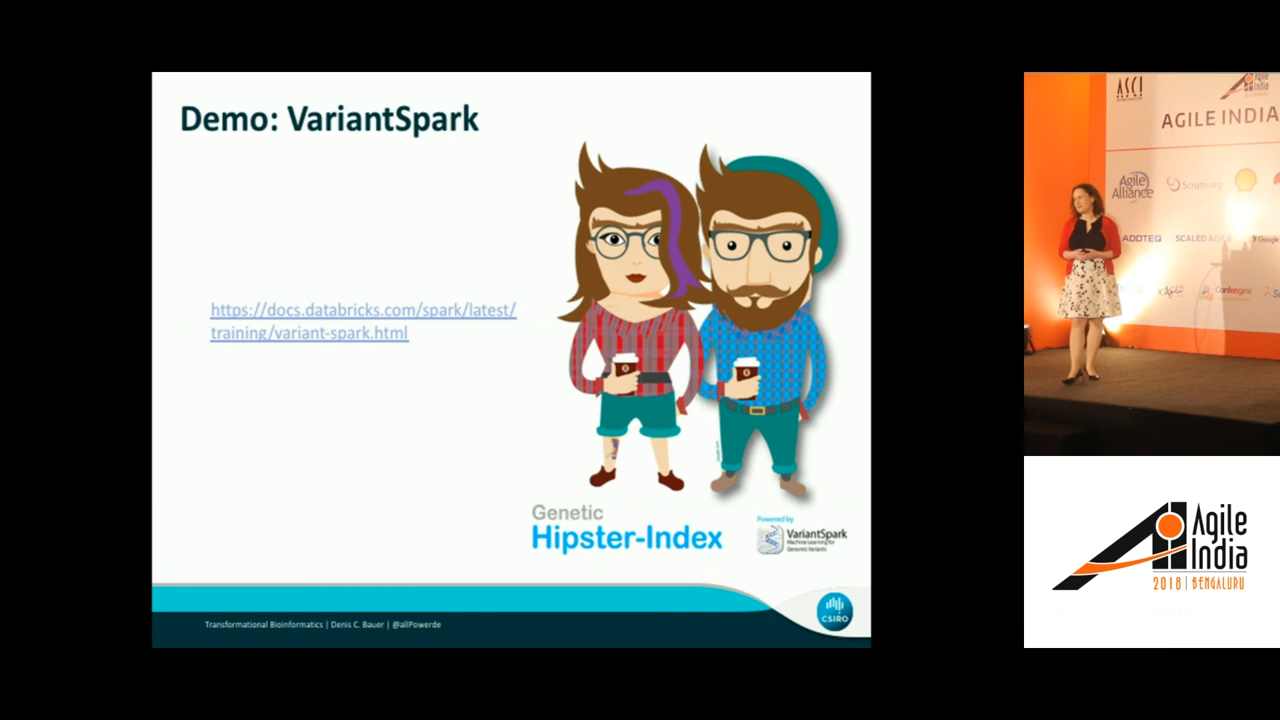 Demo: VariantSpark
https://docs.databricks.com/spark/latest/
training/variant-spark.html
Genetic
Hipster-Index
Powered by
VariantSpark
Machine Learning for
Genomic Variants
Transformational Bioinformatics | Denis C. Bauer | @allPowerde
CSIRO
ASCI
Agile
India
AGILE INDIA
Agile
Alliance
Scrum.org
ADDTEQ
SCALED AGILE
Google
Confengine
Agile
India
2018 | BENGALURU